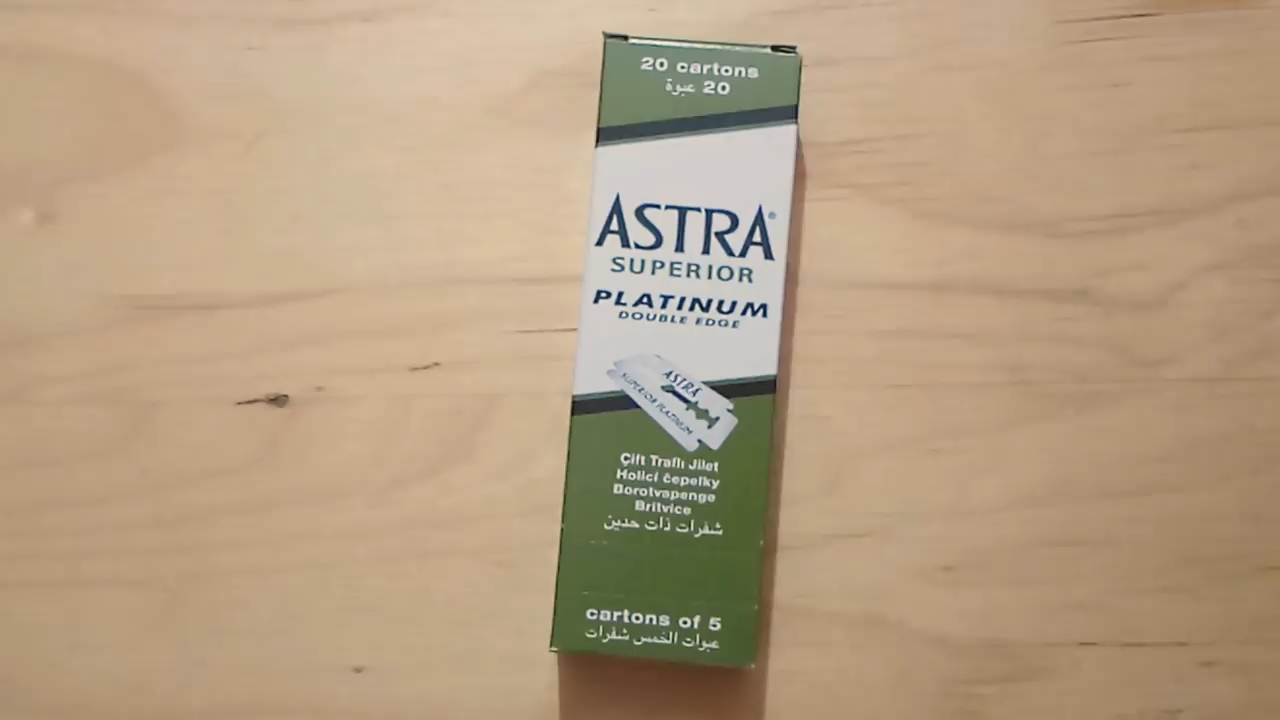 20 cartons
20 عبوة
ASTRA®
SUPERIOR
PLATINUM
DOUBLE EDGE
ASTRA
SUPERIOR PLATINUM
Çift Traflı Jilet
Holicí čepelky
Borotvapenge
Britvice
شفرات ذات حدين
cartons of 5
عبوات الخمس شفرات